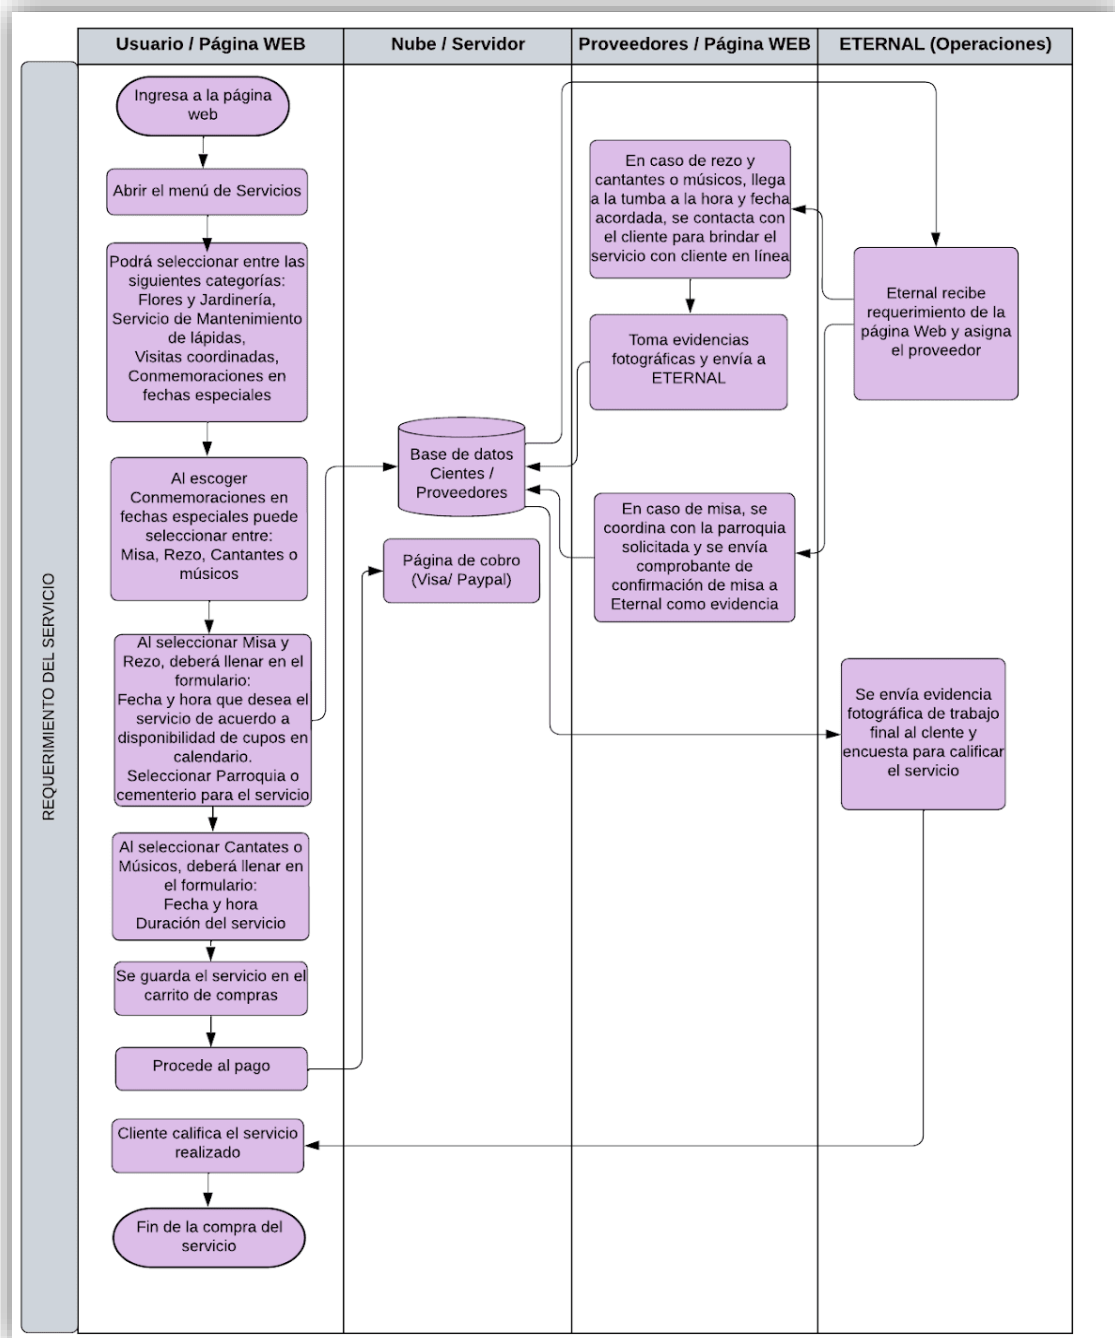 Usuario / Página WEB
Nube / Servidor
Proveedores / Página WEB
ETERNAL (Operaciones)
REQUERIMIENTO DEL SERVICIO
Ingresa a la página
web
Abrir el menú de Servicios
Podrá seleccionar entre las
siguientes categorías:
Flores y Jardinería,
Servicio de Mantenimiento
de lápidas,
Visitas coordinadas,
Conmemoraciones en
fechas especiales
Al escoger
Conmemoraciones en
fechas especiales puede
seleccionar entre:
Misa, Rezo, Cantantes o
músicos
Al seleccionar Misa y
Rezo, deberá llenar en el
formulario:
Fecha y hora que desea el
servicio de acuerdo a
disponibilidad de cupos en
calendario.
Seleccionar Parroquia o
cementerio para el servicio
Al seleccionar Cantates o
Músicos, deberá llenar en
el formulario:
Fecha y hora
Duración del servicio
Se guarda el servicio en el
carrito de compras
Procede al pago
Cliente califica el servicio
realizado
Fin de la compra del
servicio
Base de datos
Cientes /
Proveedores
Página de cobro
(Visa/ Paypal)
En caso de rezo y
cantantes o músicos, llega
a la tumba a la hora y fecha
acordada, se contacta con
el cliente para brindar el
servicio con cliente en línea
Toma evidencias
fotográficas y envía a
ETERNAL
En caso de misa, se
coordina con la parroquia
solicitada y se envía
comprobante de
confirmación de misa a
Eternal como evidencia
Eternal recibe
requerimiento de la
página Web y asigna
el proveedor
Se envía evidencia
fotográfica de trabajo
final al clente y
encuesta para calificar
el servicio